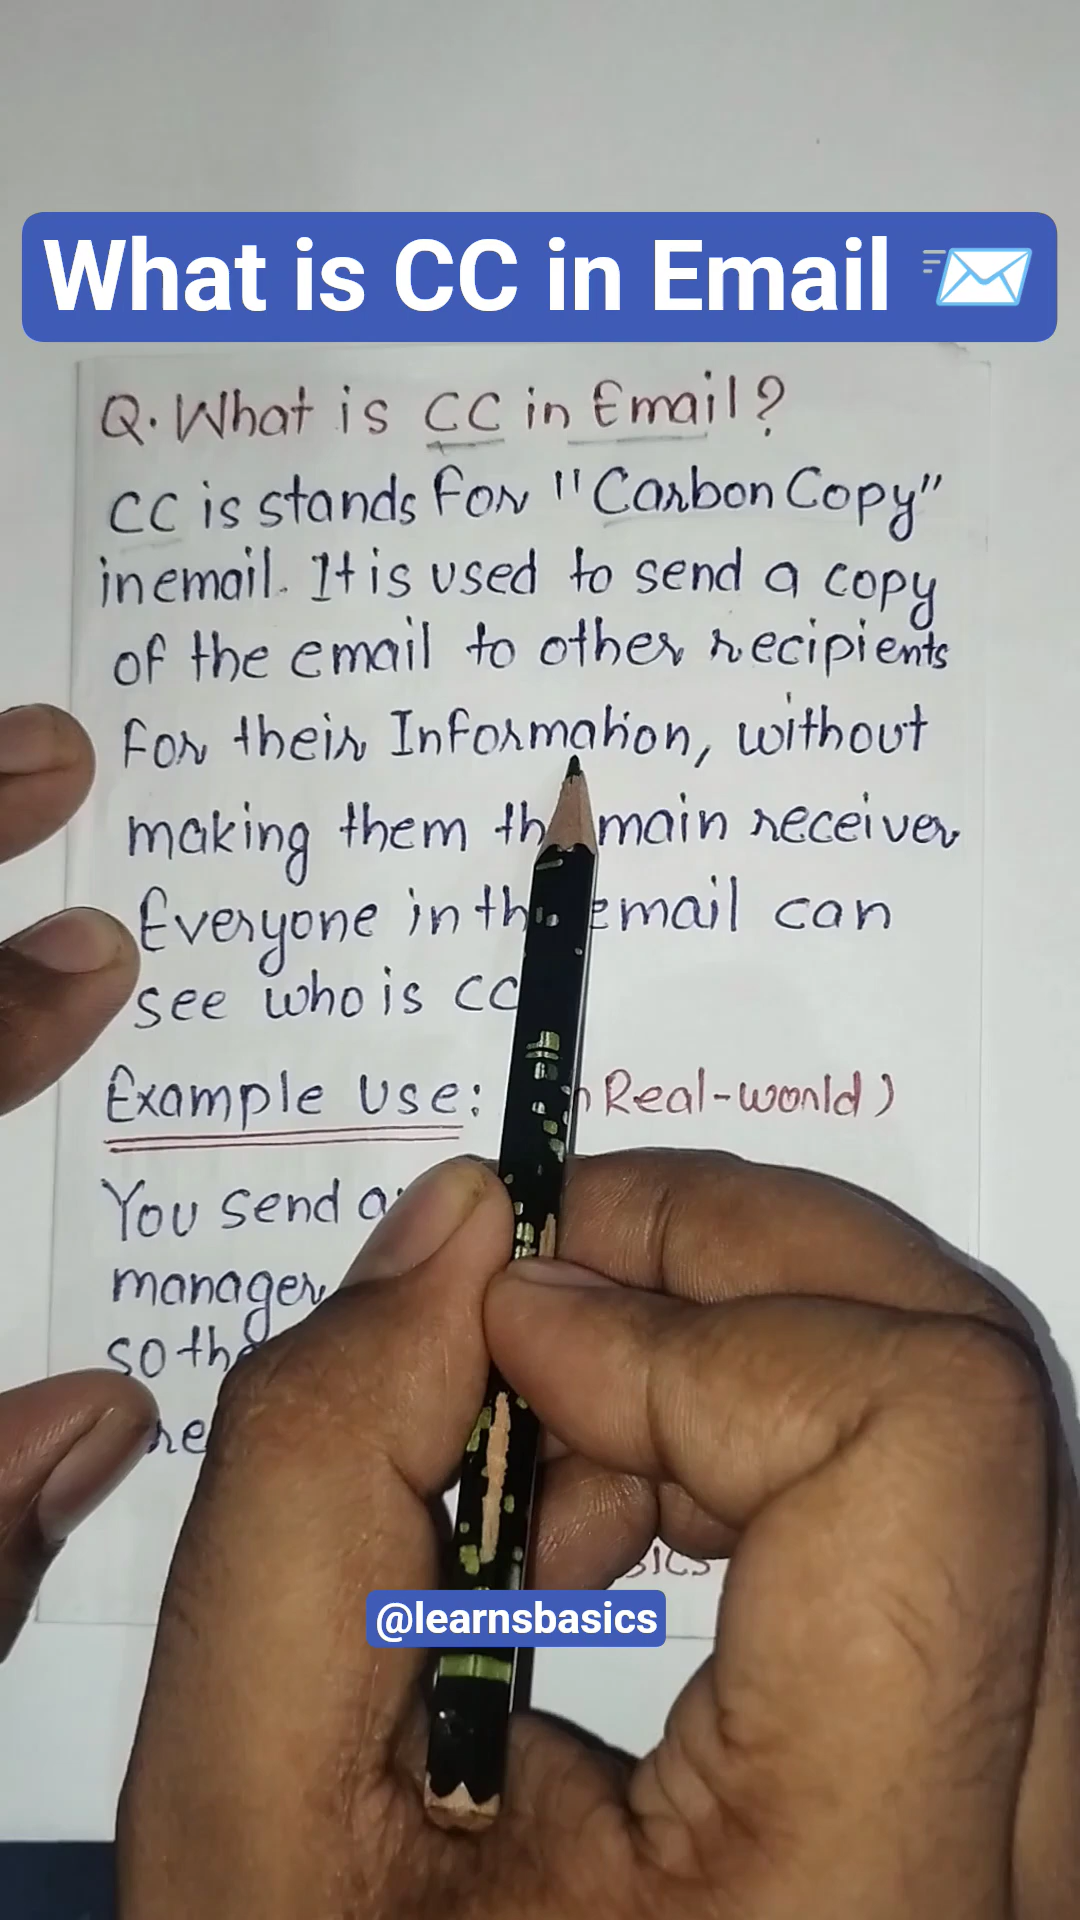 What is CC in Email
Q. What is CC in Email?
CC is stands For "Carbon Copy"
in email. It is used to send a copy
of the email to other recipients
For their Information, without
making them main receiver
Everyone in email can
see who is CC
Example Use: Real-world)
You send
manager
so
@learnsbasics